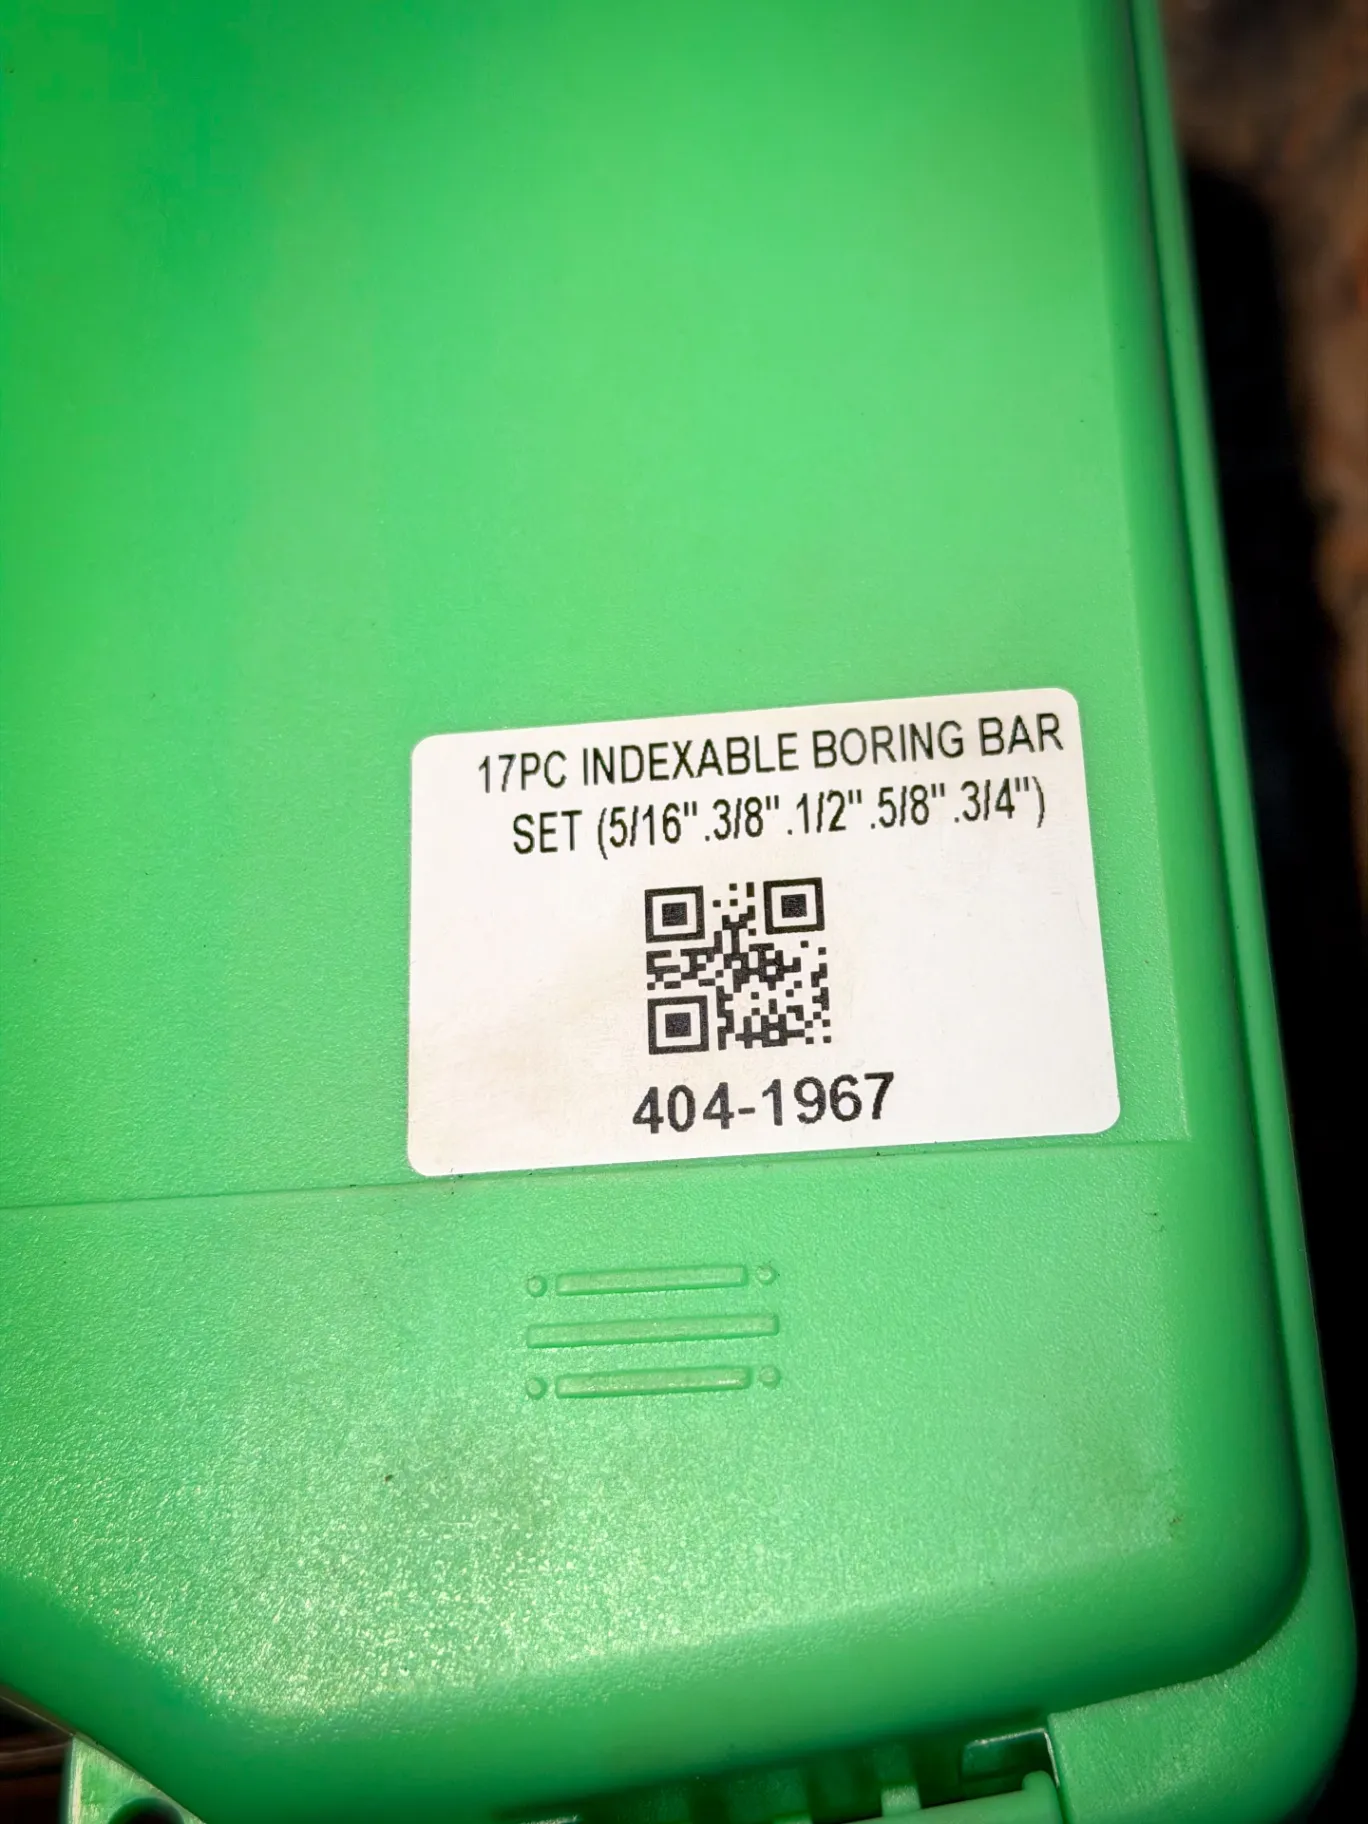 17PC INDEXABLE BORING BAR
SET (5/16".3/8".1/2".5/8".3/4")
404-1967